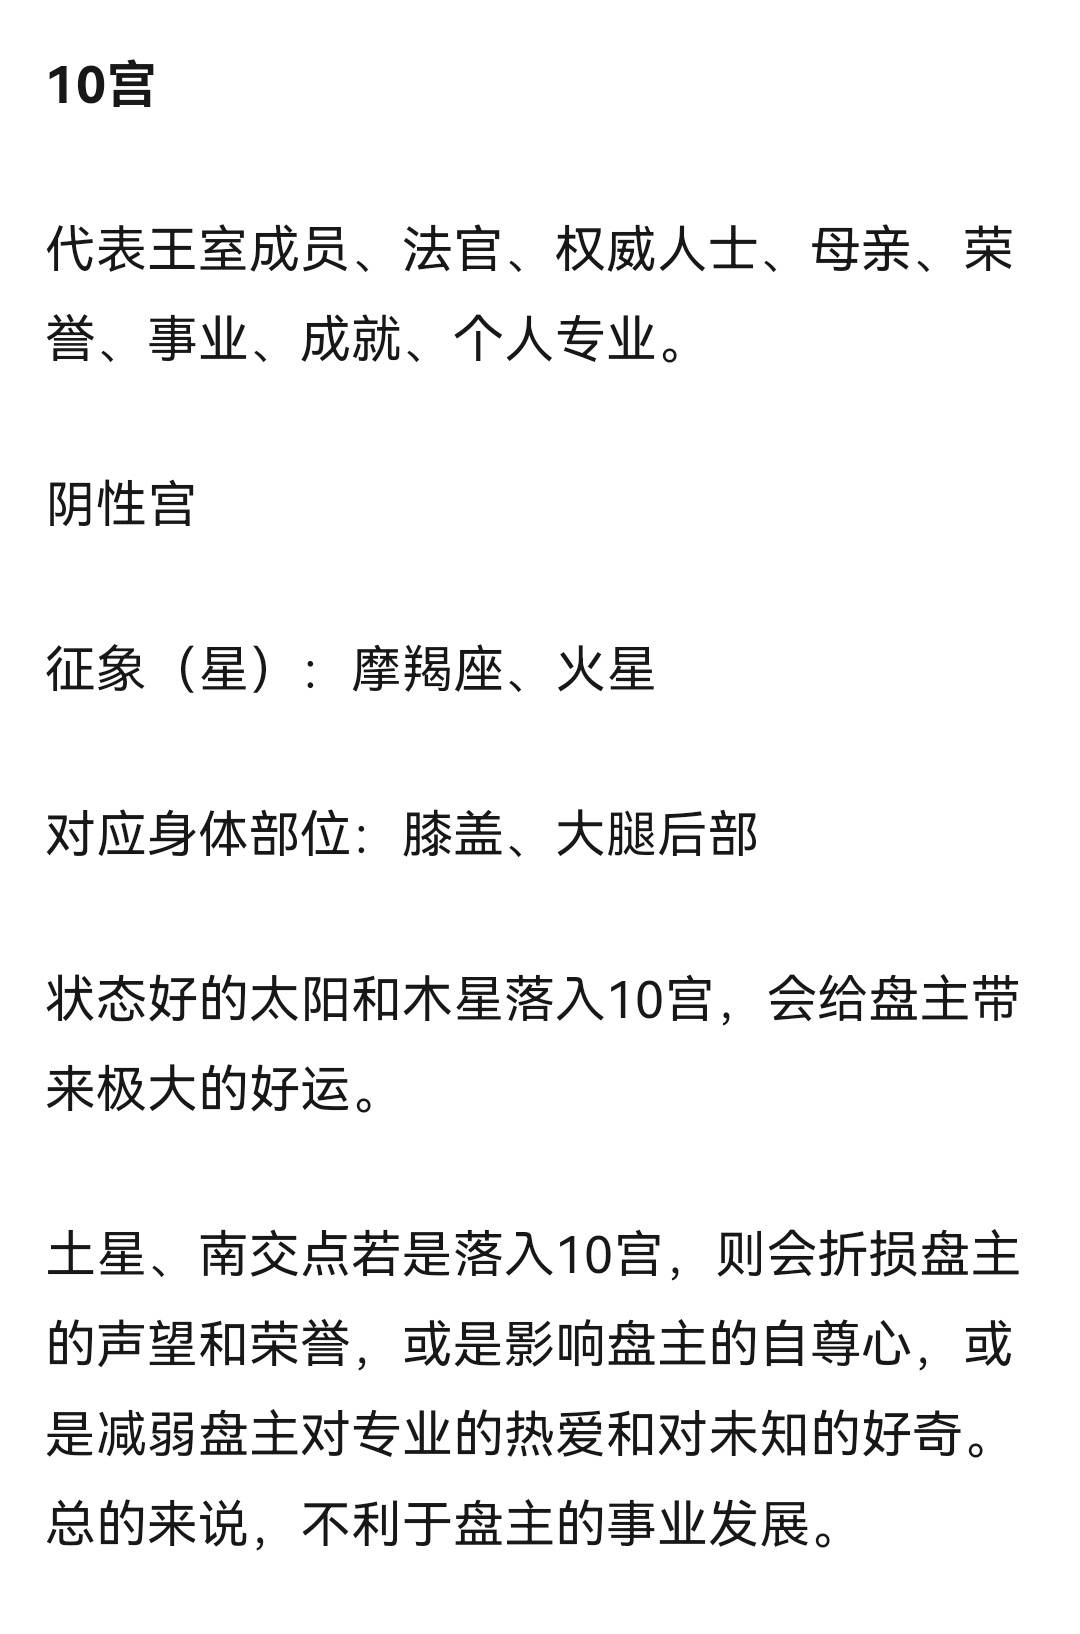 10宫
代表王室成员、法官、权威人士、母亲、荣
誉、事业、成就、个人专业。
阴性宫
征象（星）：摩羯座、火星
对应身体部位：膝盖、大腿后部
状态好的太阳和木星落入10宫，会给盘主带
来极大的好运。
土星、南交点若是落入10宫，则会折损盘主
的声望和荣誉，或是影响盘主的自尊心，或
是减弱盘主对专业的热爱和对未知的好奇。
总的来说，不利于盘主的事业发展。